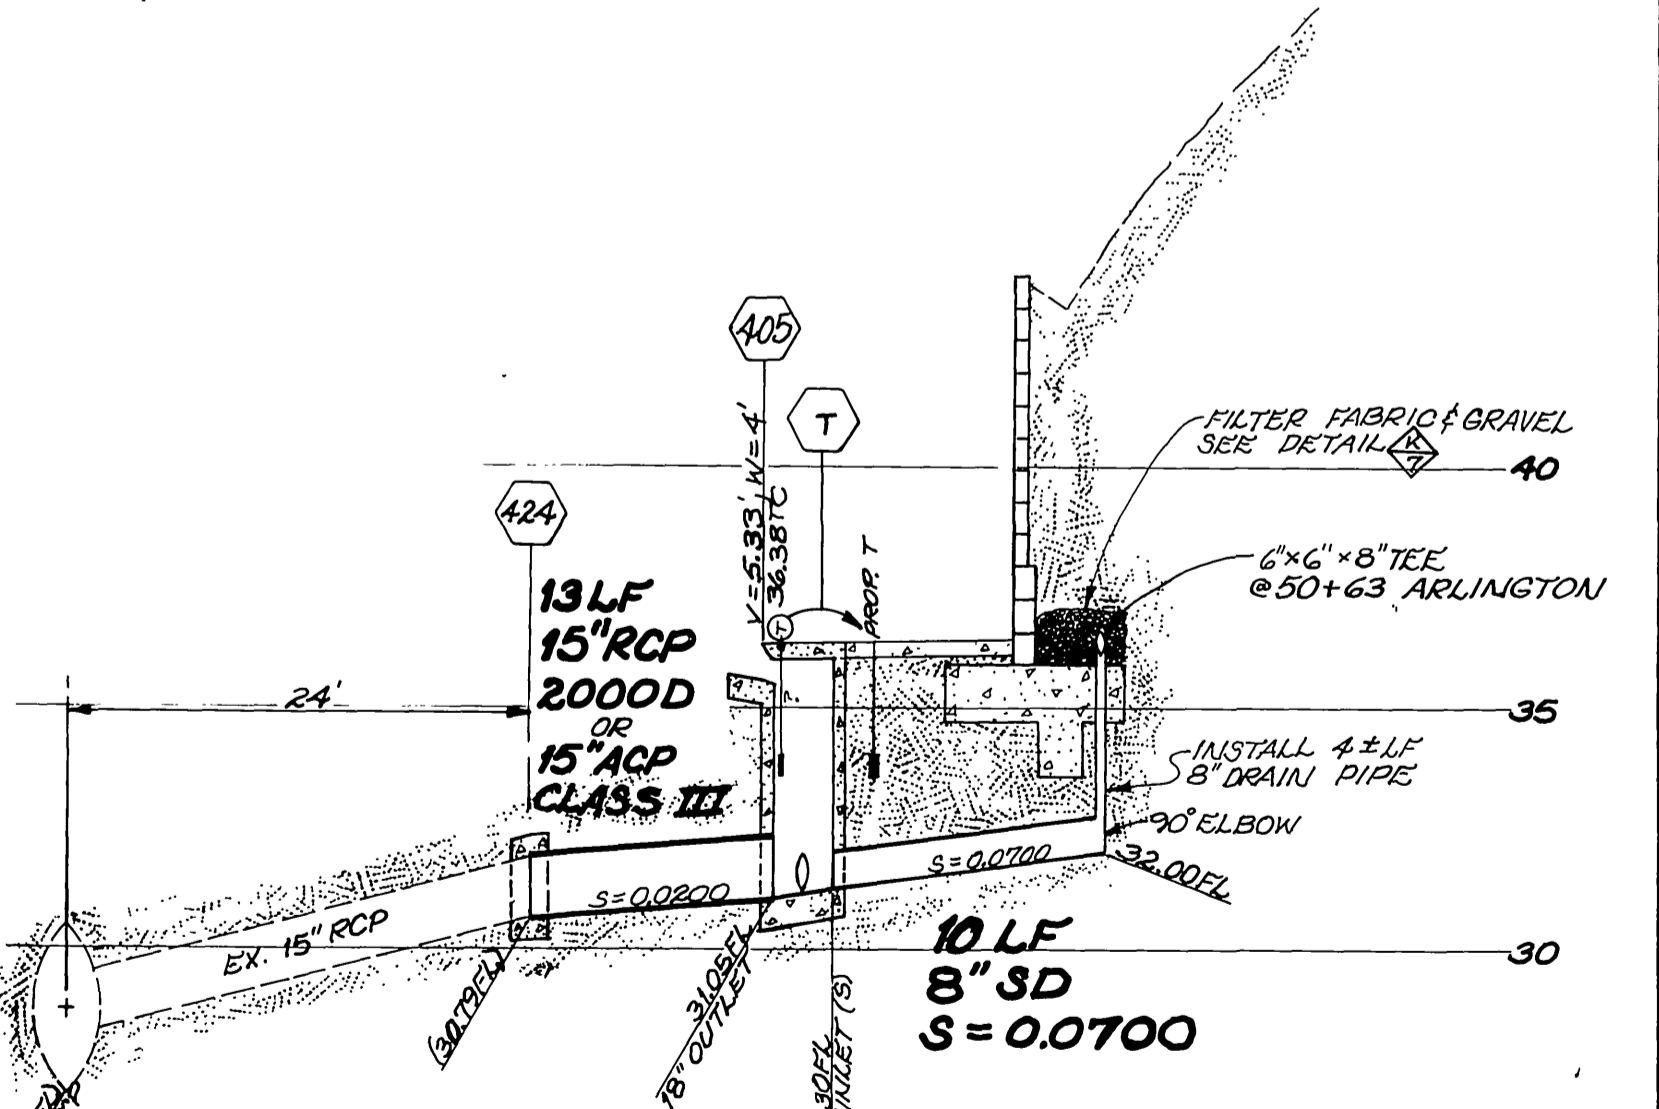 405
T
FILTER FABRIC & GRAVEL
SEE DETAIL K/7
40
424
V=5.33', W=4'
36.38TC
T
PROP. T
6"×6"×8" TEE
@50+63 ARLINGTON
13 LF
15" RCP
2000D
OR
15" ACP
CLASS III
24'
35
INSTALL 4± LF
8" DRAIN PIPE
90° ELBOW
S=0.0700
32.00FL
S=0.0200
EX. 15" RCP
(30.79FL)
31.05FL
18" OUTLET
30FL
INLET (S)
10 LF
8" SD
S=0.0700
30